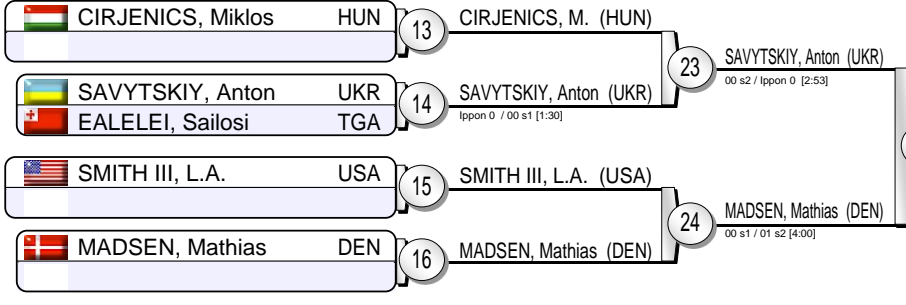 CIRJENICS, Miklos HUN
13
CIRJENICS, M. (HUN)
SAVYTSKIY, Anton UKR
EALELEI, Sailosi TGA
14
SAVYTSKIY, Anton (UKR)
Ippon 0 / 00 s1 [1:30]
23
SAVYTSKIY, Anton (UKR)
00 s2 / Ippon 0 [2:53]
SMITH III, L.A. USA
15
SMITH III, L.A. (USA)
MADSEN, Mathias DEN
16
MADSEN, Mathias (DEN)
24
MADSEN, Mathias (DEN)
00 s1 / 01 s2 [4:00]